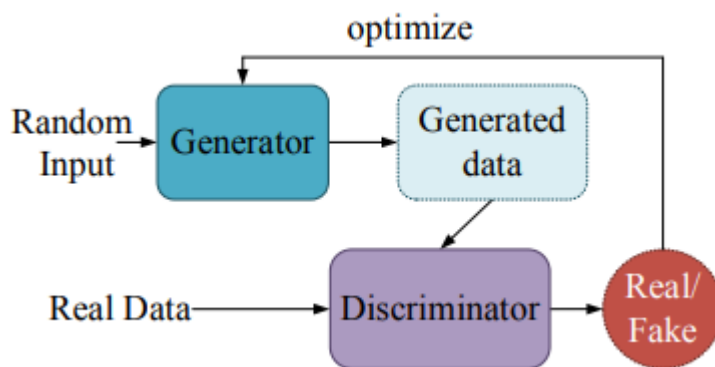 optimize
Random
Input
Generator
Generated
data
Real Data
Discriminator
Real/
Fake